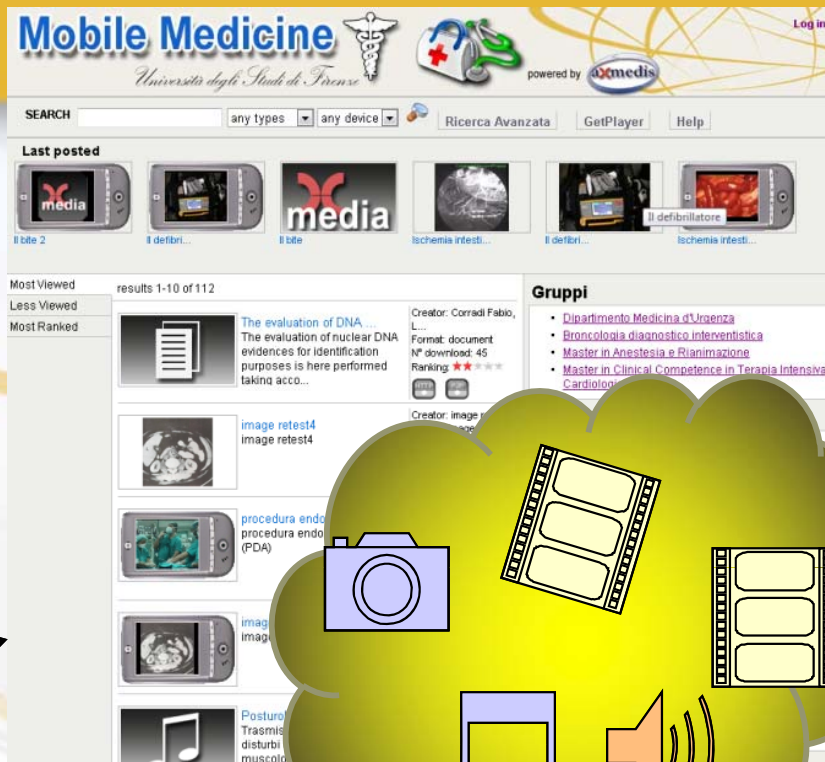 Mobile Medicine
Università degli Studi di Firenze
powered by axmedis
Log in
SEARCH any types any device Ricerca Avanzata GetPlayer Help
Last posted
media
media
Il defibrillatore
Il bite 2 Il defibri... Il bite Ischemia intesti... Il defibri... Ischemia intesti...
Most Viewed
Less Viewed
Most Ranked
results 1-10 of 112
The evaluation of DNA ...
The evaluation of nuclear DNA
evidences for identification
purposes is here performed
taking acco...
Creator: Corradi Fabio,
L...
Format: document
N° download: 45
Ranking:
image retest4
image retest4
Creator: image
procedura endo
procedura endo
(PDA)
imag
imag
Posturo
Trasmis
disturbi
muscolo
Gruppi
Dipartimento Medicina d'Urgenza
Broncologia diagnostico interventistica
Master in Anestesia e Rianimazione
Master in Clinical Competence in Terapia Intensiva
Cardiolog